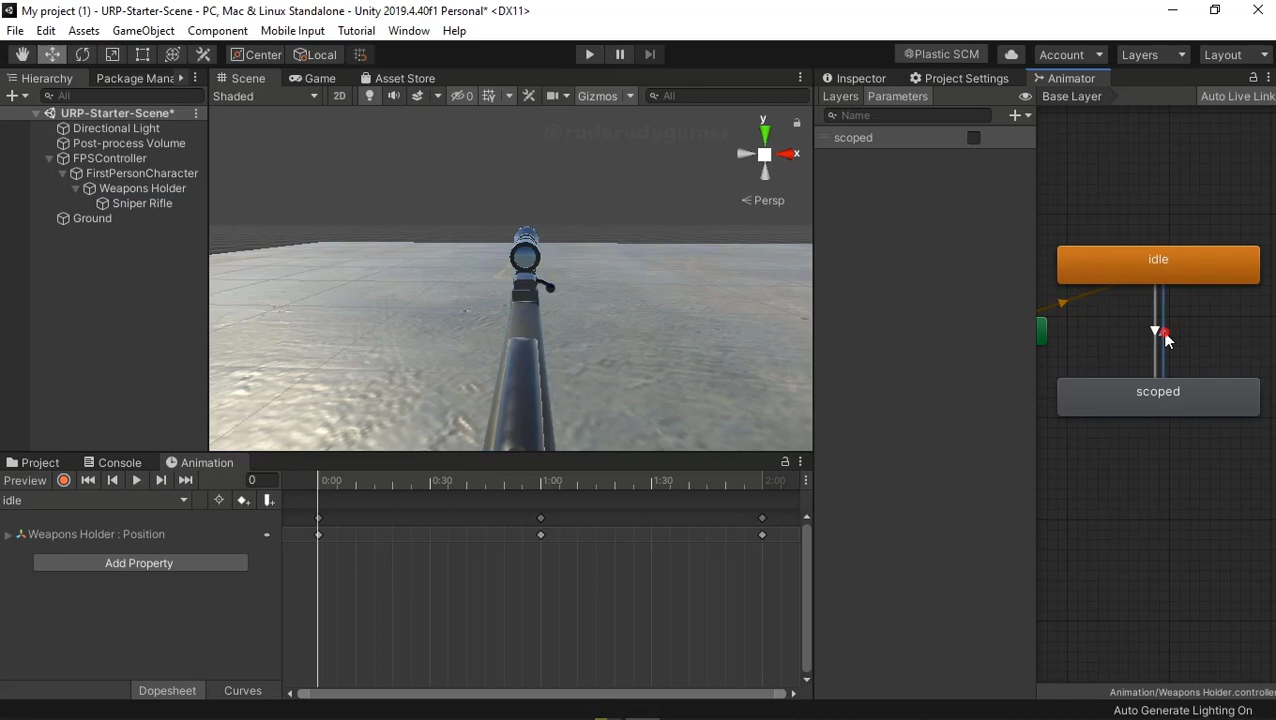 My project (1) - URP-Starter-Scene - PC, Mac & Linux Standalone - Unity 2019.4.40f1 Personal* <DX11>
File Edit Assets GameObject Component Mobile Input Tutorial Window Help
Center Local Plastic SCM Account Layers Layout
Hierarchy Package Mana Scene Game Asset Store Inspector Project Settings Animator
All Shaded 2D 0 Gizmos All Layers Parameters Base Layer Auto Live Link
URP-Starter-Scene* Name
Directional Light
Post-process Volume
FPSController
FirstPersonCharacter
Weapons Holder
Sniper Rifle
Ground
@ruderudygamer
y
x
Persp
scoped
idle
scoped
Project Console Animation
Preview 0 0:00 0:30 1:00 1:30 2:00
idle
Weapons Holder : Position
Add Property
Dopesheet Curves
Animation/Weapons Holder.controller
Auto Generate Lighting On